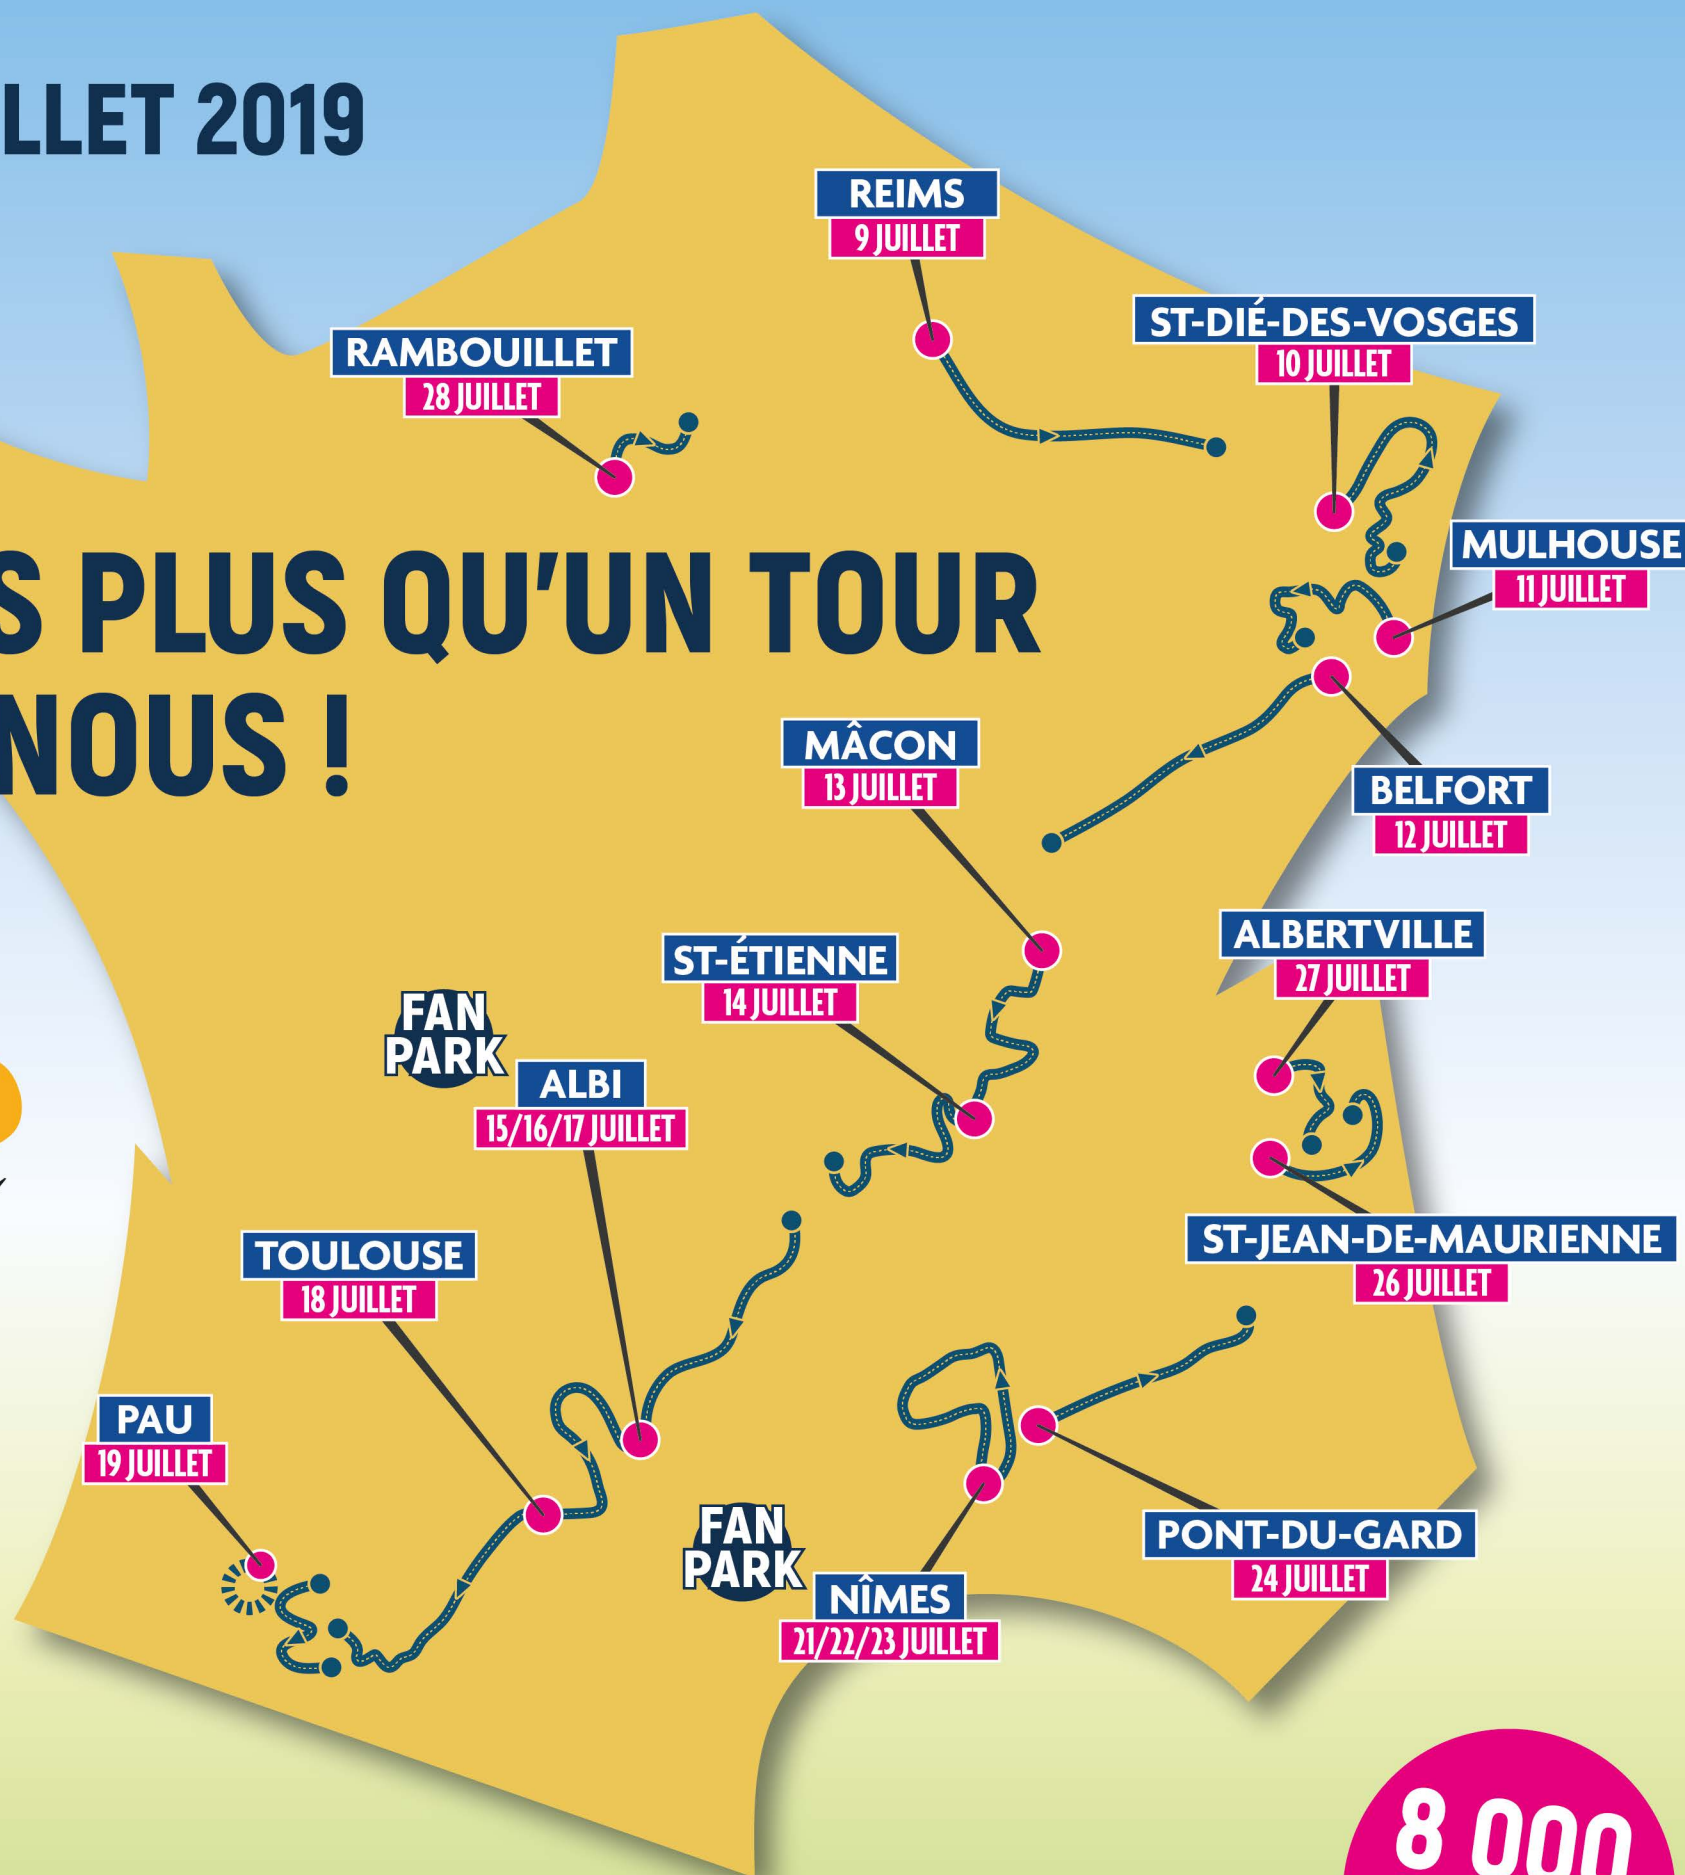 LLET 2019
REIMS
9 JUILLET
ST-DIÉ-DES-VOSGES
10 JUILLET
RAMBOUILLET
28 JUILLET
MULHOUSE
11 JUILLET
S PLUS QU'UN TOUR
NOUS !
MÂCON
13 JUILLET
BELFORT
12 JUILLET
ALBERTVILLE
27 JUILLET
ST-ÉTIENNE
14 JUILLET
FAN
PARK
ALBI
15/16/17 JUILLET
TOULOUSE
18 JUILLET
ST-JEAN-DE-MAURIENNE
26 JUILLET
PAU
19 JUILLET
FAN
PARK
PONT-DU-GARD
24 JUILLET
NÎMES
21/22/23 JUILLET
8 000